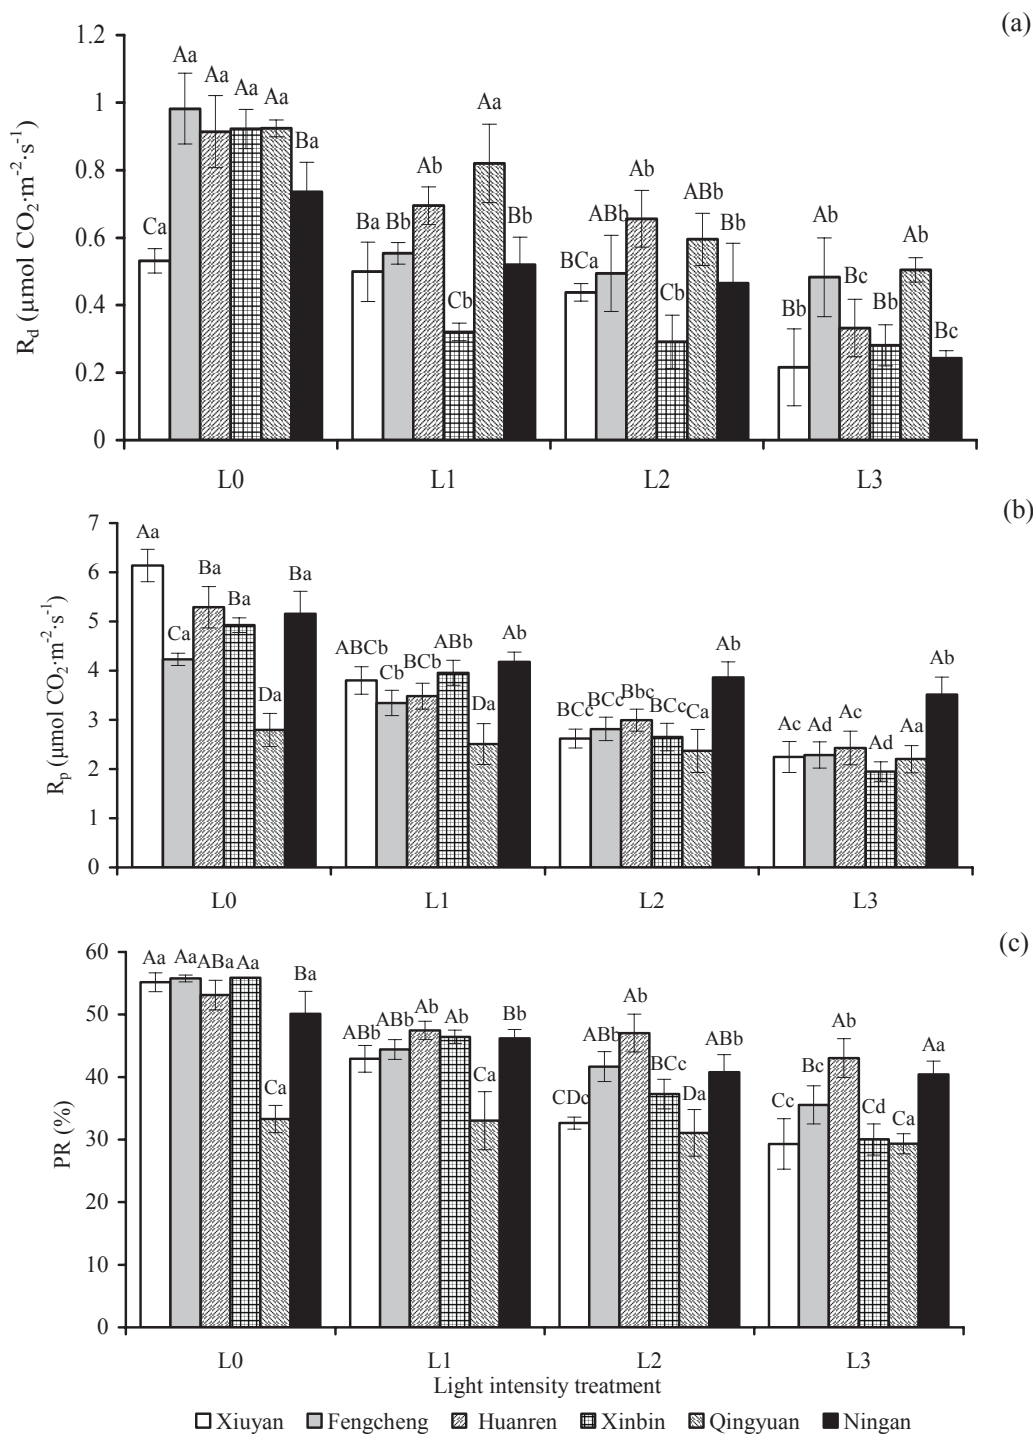 (a)
1.2
1
0.8
0.6
0.4
0.2
0
R_d (μmol CO₂·m⁻²·s⁻¹)
Ca Aa Aa Aa Aa Ba
Ba Bb Ab Cb Aa Bb
BCa ABb Ab Cb ABb Bb
Bb Ab Bc Bb Ab Bc
L0 L1 L2 L3
(b)
7
6
5
4
3
2
1
0
R_p (μmol CO₂·m⁻²·s⁻¹)
Aa Ca Ba Ba Da Ba
ABCb Cb BCb ABb Da Ab
BCc BCc Bbc BCc Ca Ab
Ac Ad Ac Ad Aa Ab
L0 L1 L2 L3
(c)
60
50
40
30
20
10
0
PR (%)
Aa Aa ABa Aa Ca Ba
ABb ABb Ab Ab Ca Bb
CDc ABb Ab BCc Da ABb
Cc Bc Ab Cd Ca Aa
L0 L1 L2 L3
Light intensity treatment
Xiuyan Fengcheng Huanren Xinbin Qingyuan Ningan